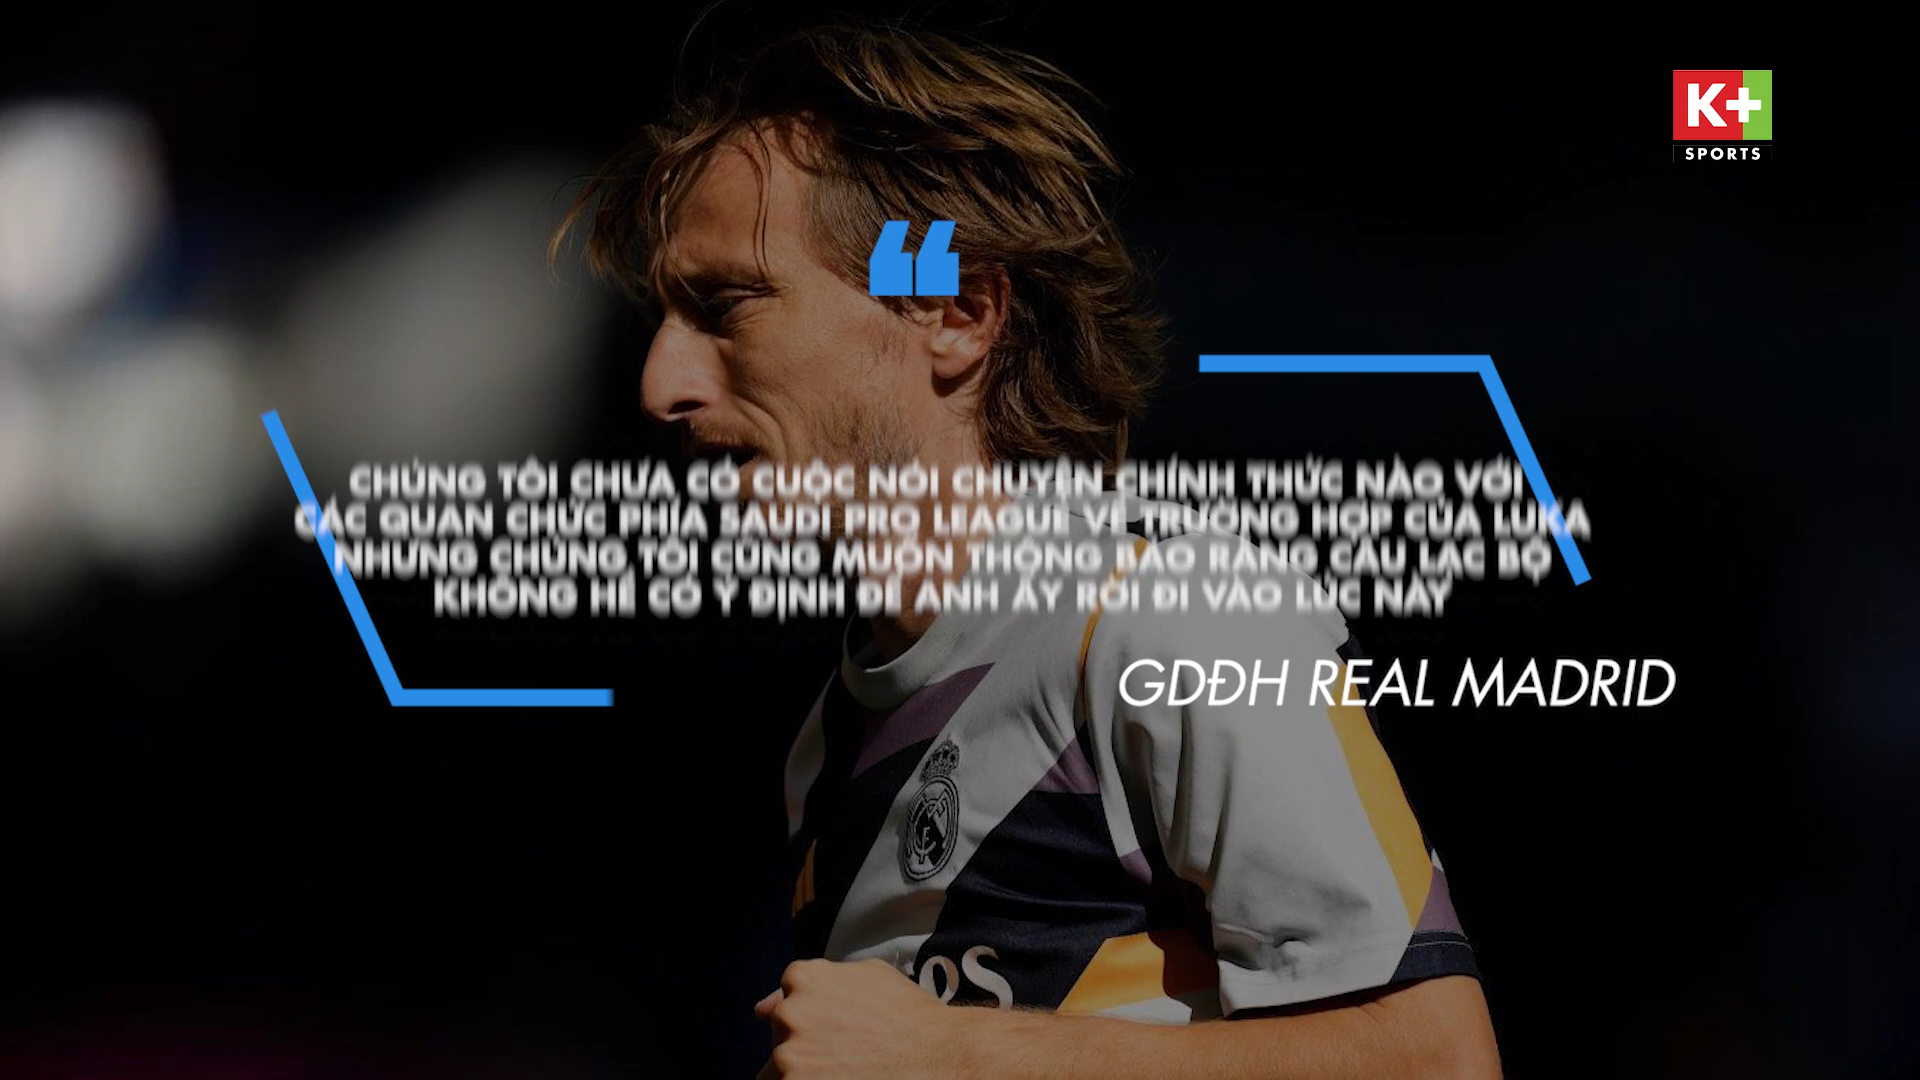 K+
SPORTS
“
CHÚNG TÔI CHƯA CÓ CUỘC NÓI CHUYỆN CHÍNH THỨC NÀO VỚI
CÁC QUAN CHỨC PHÍA SAUDI PRO LEAGUE VỀ TRƯỜNG HỢP CỦA LUKA
NHƯNG CHÚNG TÔI CŨNG MUỐN THÔNG BÁO RẰNG CÂU LẠC BỘ
KHÔNG HỀ CÓ Ý ĐỊNH ĐỂ ANH ẤY RỜI ĐI VÀO LÚC NÀY
GDĐH REAL MADRID